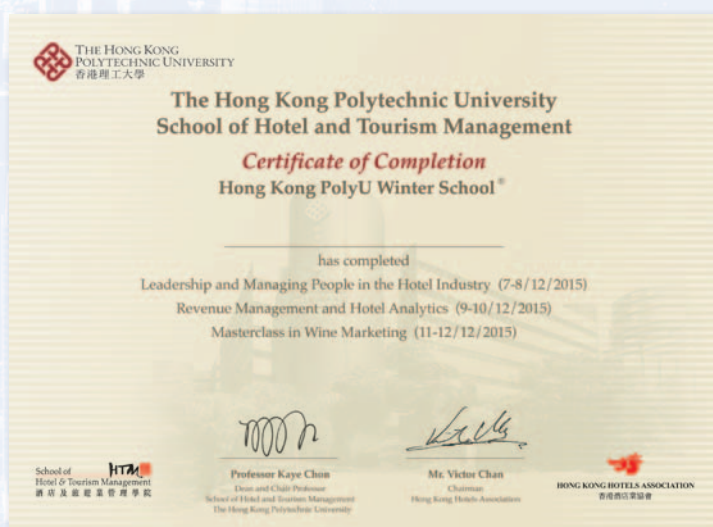 THE HONG KONG
POLYTECHNIC UNIVERSITY
香港理工大學
The Hong Kong Polytechnic University
School of Hotel and Tourism Management
Certificate of Completion
Hong Kong PolyU Winter School®
has completed
Leadership and Managing People in the Hotel Industry (7-8/12/2015)
Revenue Management and Hotel Analytics (9-10/12/2015)
Masterclass in Wine Marketing (11-12/12/2015)
Professor Kaye Chon
Dean and Chair Professor
School of Hotel and Tourism Management
The Hong Kong Polytechnic University
Mr. Victor Chan
Chairman
Hong Kong Hotels Association
School of HTM
Hotel & Tourism Management
酒店及旅遊業管理學院
HONG KONG HOTELS ASSOCIATION
香港酒店業協會